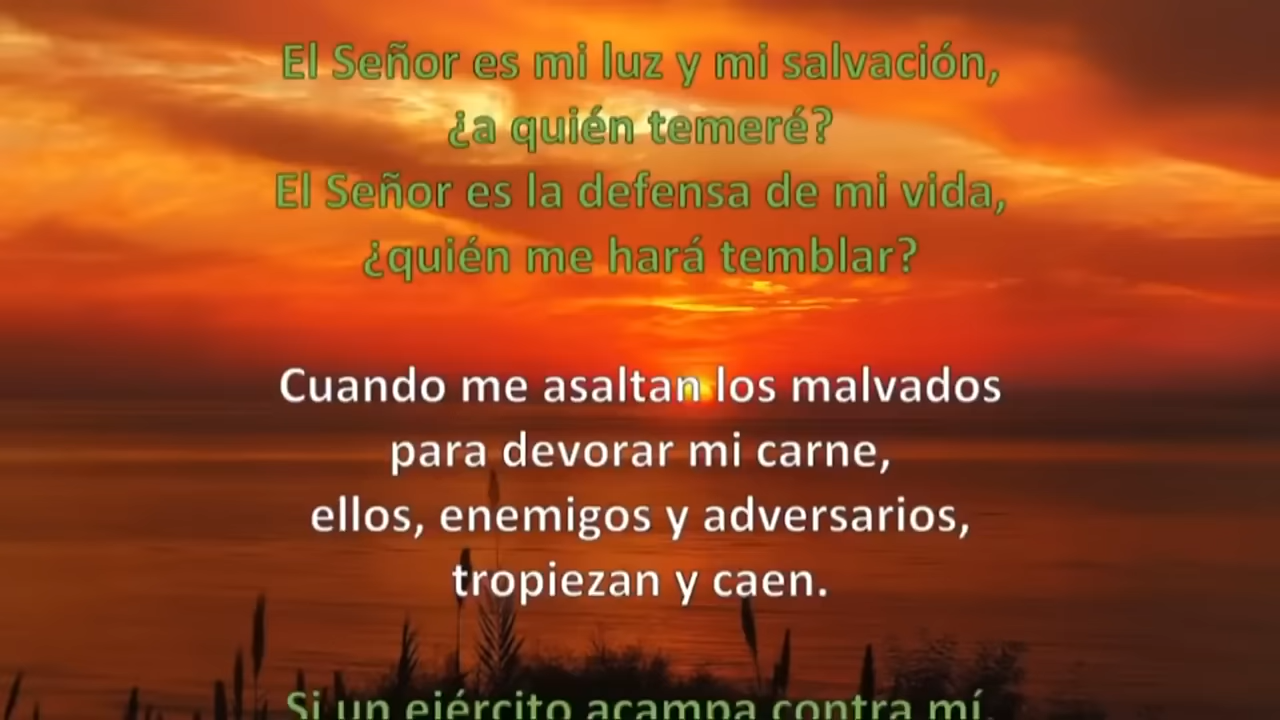 El Señor es mi luz y mi salvación,
¿a quién temeré?
El Señor es la defensa de mi vida,
¿quién me hará temblar?
Cuando me asaltan los malvados
para devorar mi carne,
ellos, enemigos y adversarios,
tropiezan y caen.
Si un ejército acampa contra mí,